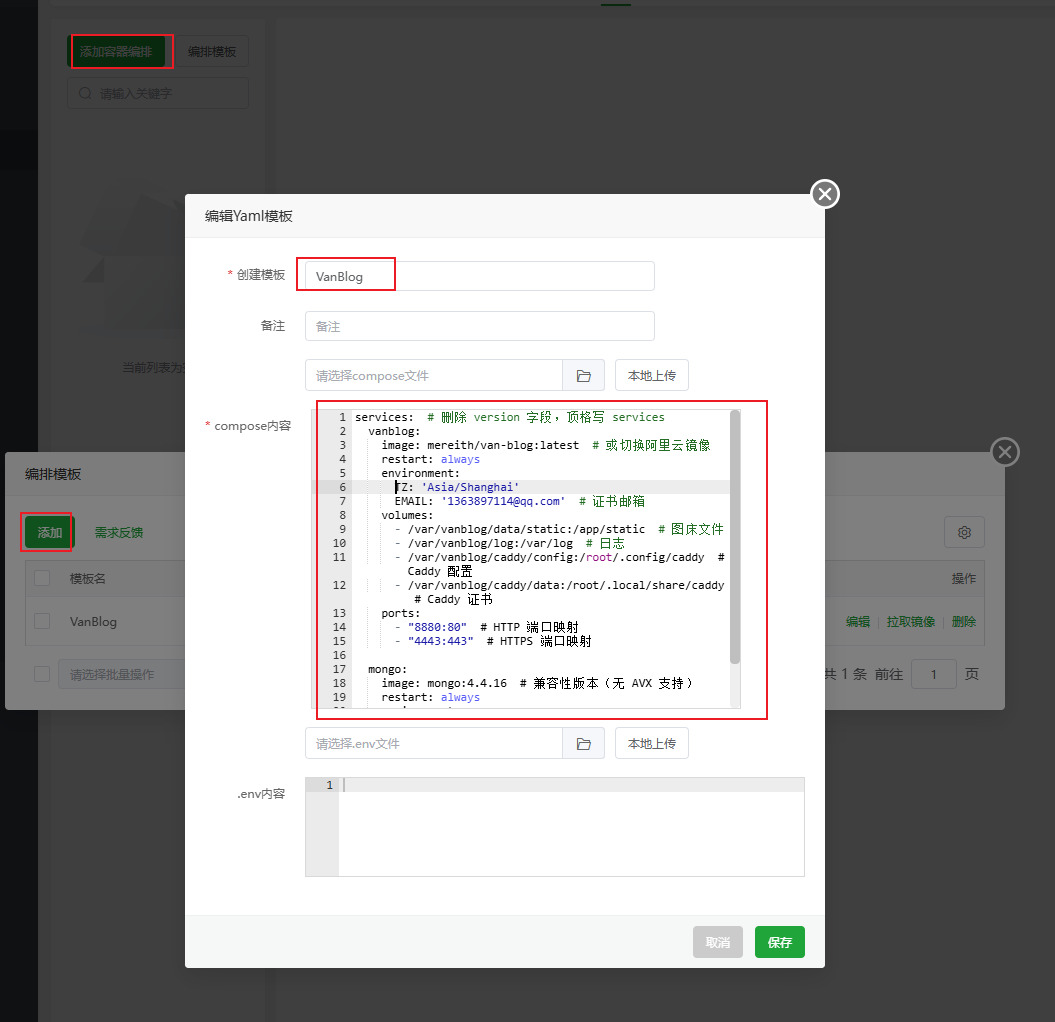 添加容器编排
编排模板
请输入关键字
当前列表为
编辑Yaml模板
* 创建模板
VanBlog
备注
备注
请选择compose文件
本地上传
* compose内容
1 services:  # 删除 version 字段，顶格写 services
2 vanblog:
3 image: mereith/van-blog:latest  # 或切换阿里云镜像
4 restart: always
5 environment:
6 TZ: 'Asia/Shanghai'
7 EMAIL: '1363897114@qq.com'  # 证书邮箱
8 volumes:
9 - /var/vanblog/data/static:/app/static  # 图床文件
10 - /var/vanblog/log:/var/log  # 日志
11 - /var/vanblog/caddy/config:/root/.config/caddy  #
Caddy 配置
12 - /var/vanblog/caddy/data:/root/.local/share/caddy
# Caddy 证书
13 ports:
14 - "8880:80"  # HTTP 端口映射
15 - "4443:443"  # HTTPS 端口映射
16
17 mongo:
18 image: mongo:4.4.16  # 兼容性版本（无 AVX 支持）
19 restart: always
请选择.env文件
本地上传
.env内容
1
取消
保存
编排模板
添加
需求反馈
模板名
操作
VanBlog
编辑
拉取镜像
删除
请选择批量操作
共 1 条
前往
1
页